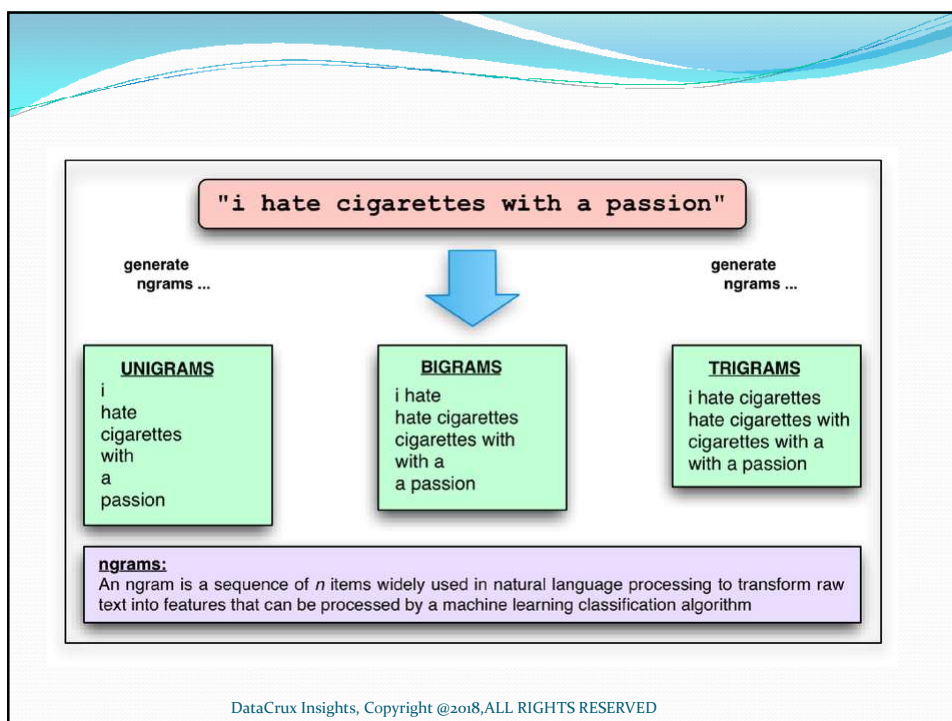 "i hate cigarettes with a passion"
generate
ngrams ...
generate
ngrams ...
UNIGRAMS
i
hate
cigarettes
with
a
passion
BIGRAMS
i hate
hate cigarettes
cigarettes with
with a
a passion
TRIGRAMS
i hate cigarettes
hate cigarettes with
cigarettes with a
with a passion
ngrams:
An ngram is a sequence of n items widely used in natural language processing to transform raw
text into features that can be processed by a machine learning classification algorithm
DataCrux Insights, Copyright @2018,ALL RIGHTS RESERVED